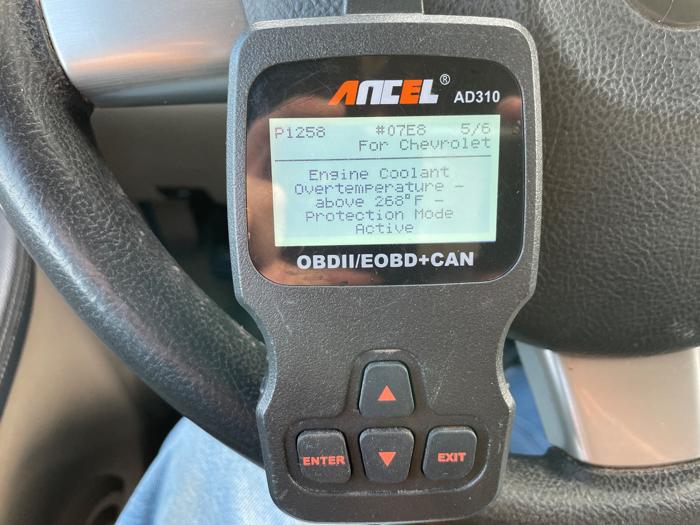 ANCEL® AD310
P1258 #07E8 5/6
For Chevrolet
Engine Coolant
Overtemperature -
above 268°F -
Protection Mode
Active
OBDII/EOBD+CAN
ENTER EXIT